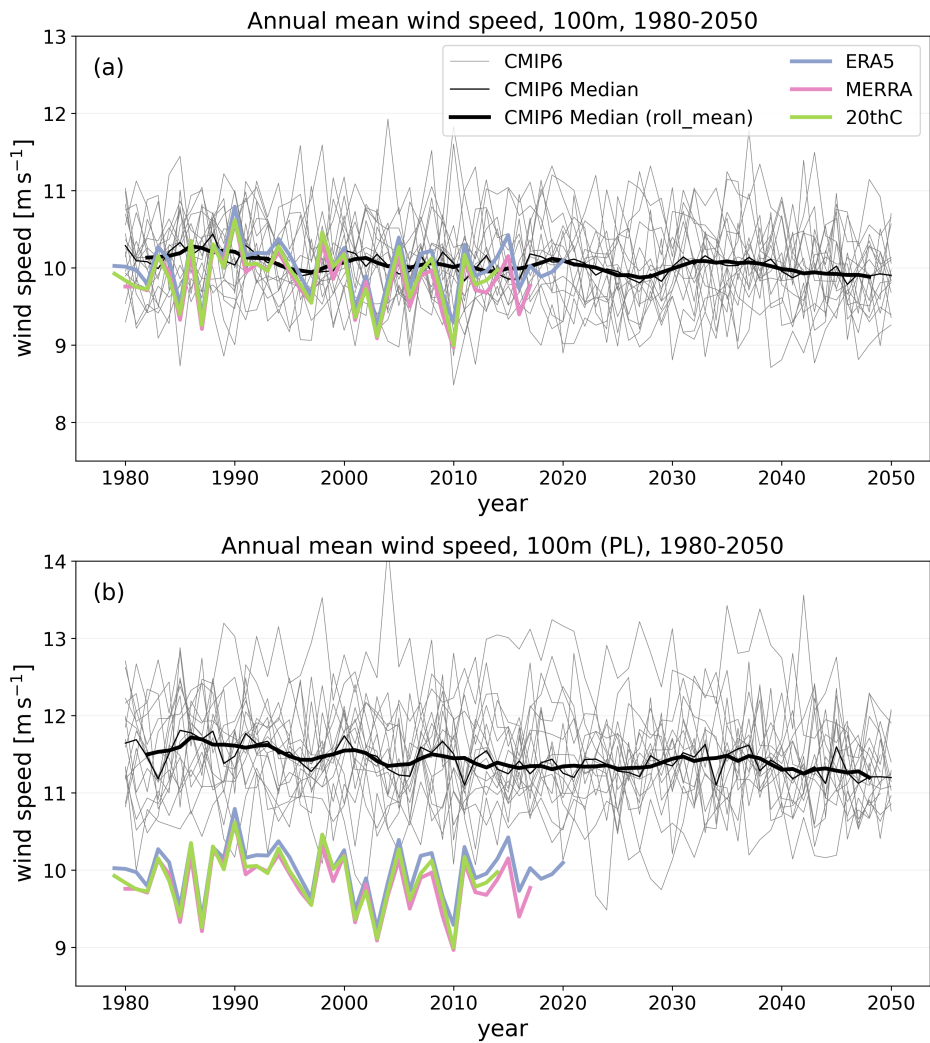 Annual mean wind speed, 100m, 1980-2050
(a)
CMIP6
CMIP6 Median
CMIP6 Median (roll_mean)
ERA5
MERRA
20thC
13
12
11
10
9
8
wind speed [m s⁻¹]
1980 1990 2000 2010 2020 2030 2040 2050
year
Annual mean wind speed, 100m (PL), 1980-2050
(b)
14
13
12
11
10
9
wind speed [m s⁻¹]
1980 1990 2000 2010 2020 2030 2040 2050
year